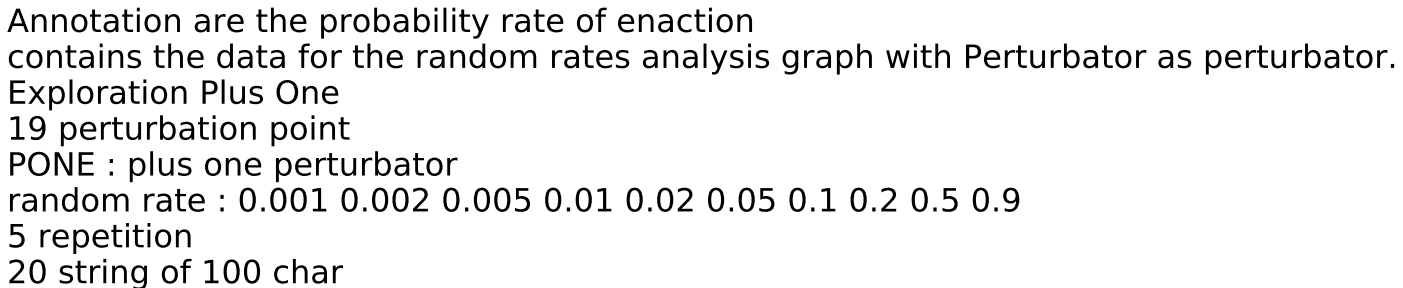 Annotation are the probability rate of enaction
contains the data for the random rates analysis graph with Perturbator as perturbator.
Exploration Plus One
19 perturbation point
PONE : plus one perturbator
random rate : 0.001 0.002 0.005 0.01 0.02 0.05 0.1 0.2 0.5 0.9
5 repetition
20 string of 100 char